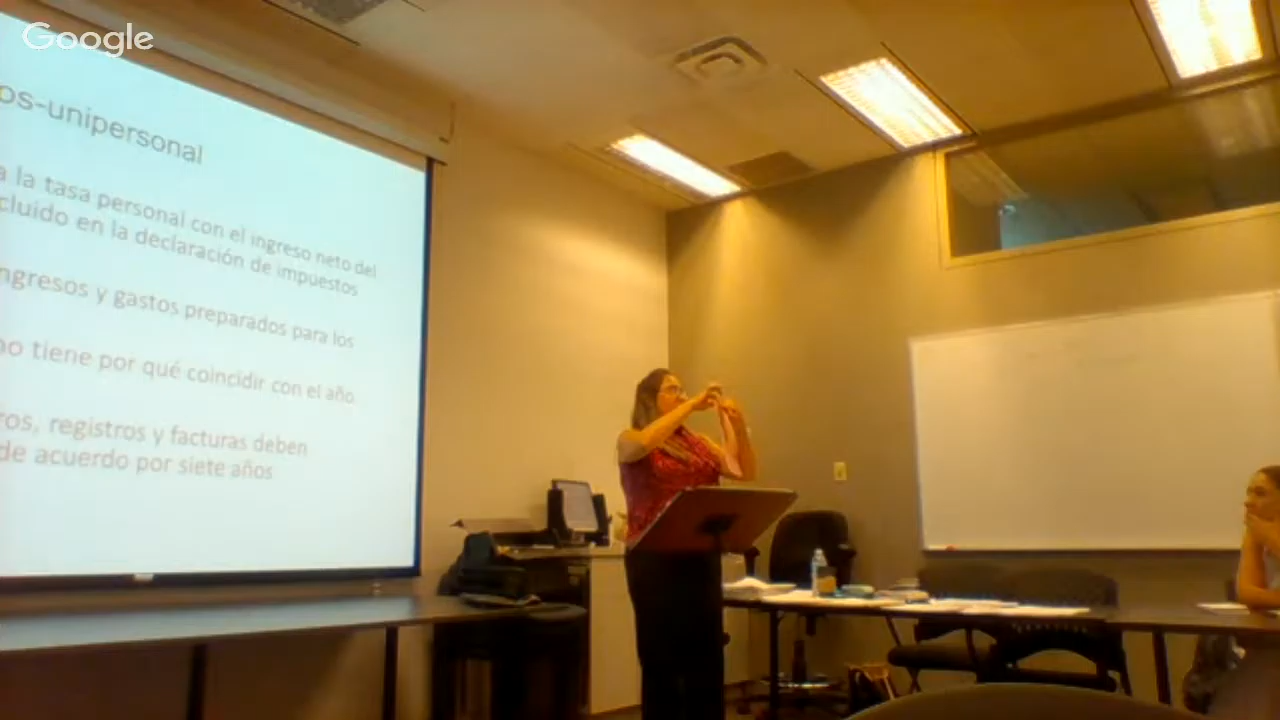 Google
os-unipersonal
a la tasa personal con el ingreso neto del
cluido en la declaración de impuestos
ngresos y gastos preparados para los
no tiene por qué coincidir con el año
ros, registros y facturas deben
de acuerdo por siete años